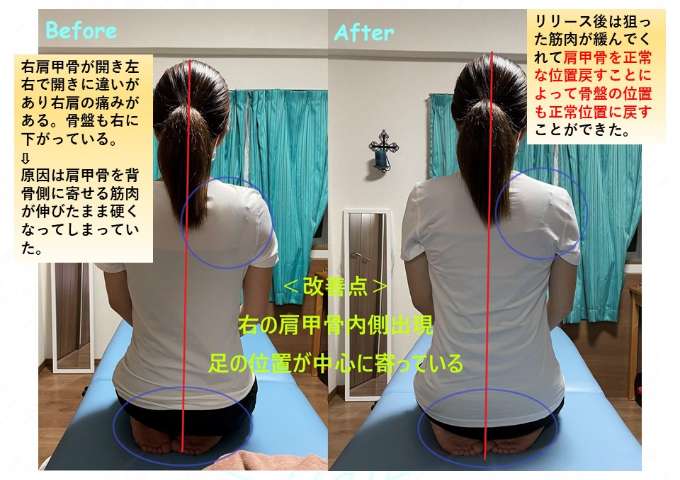 Before
右肩甲骨が開き左
右で開きに違いが
あり右肩の痛みが
ある。骨盤も右に
下がっている。
⇩
原因は肩甲骨を背
骨側に寄せる筋肉
が伸びたまま硬く
なってしまってい
た。
After
リリース後は狙っ
た筋肉が緩んでく
れて肩甲骨を正常
な位置戻すことに
よって骨盤の位置
も正常位置に戻す
ことができた。
＜改善点＞
右の肩甲骨内側出現
足の位置が中心に寄っている